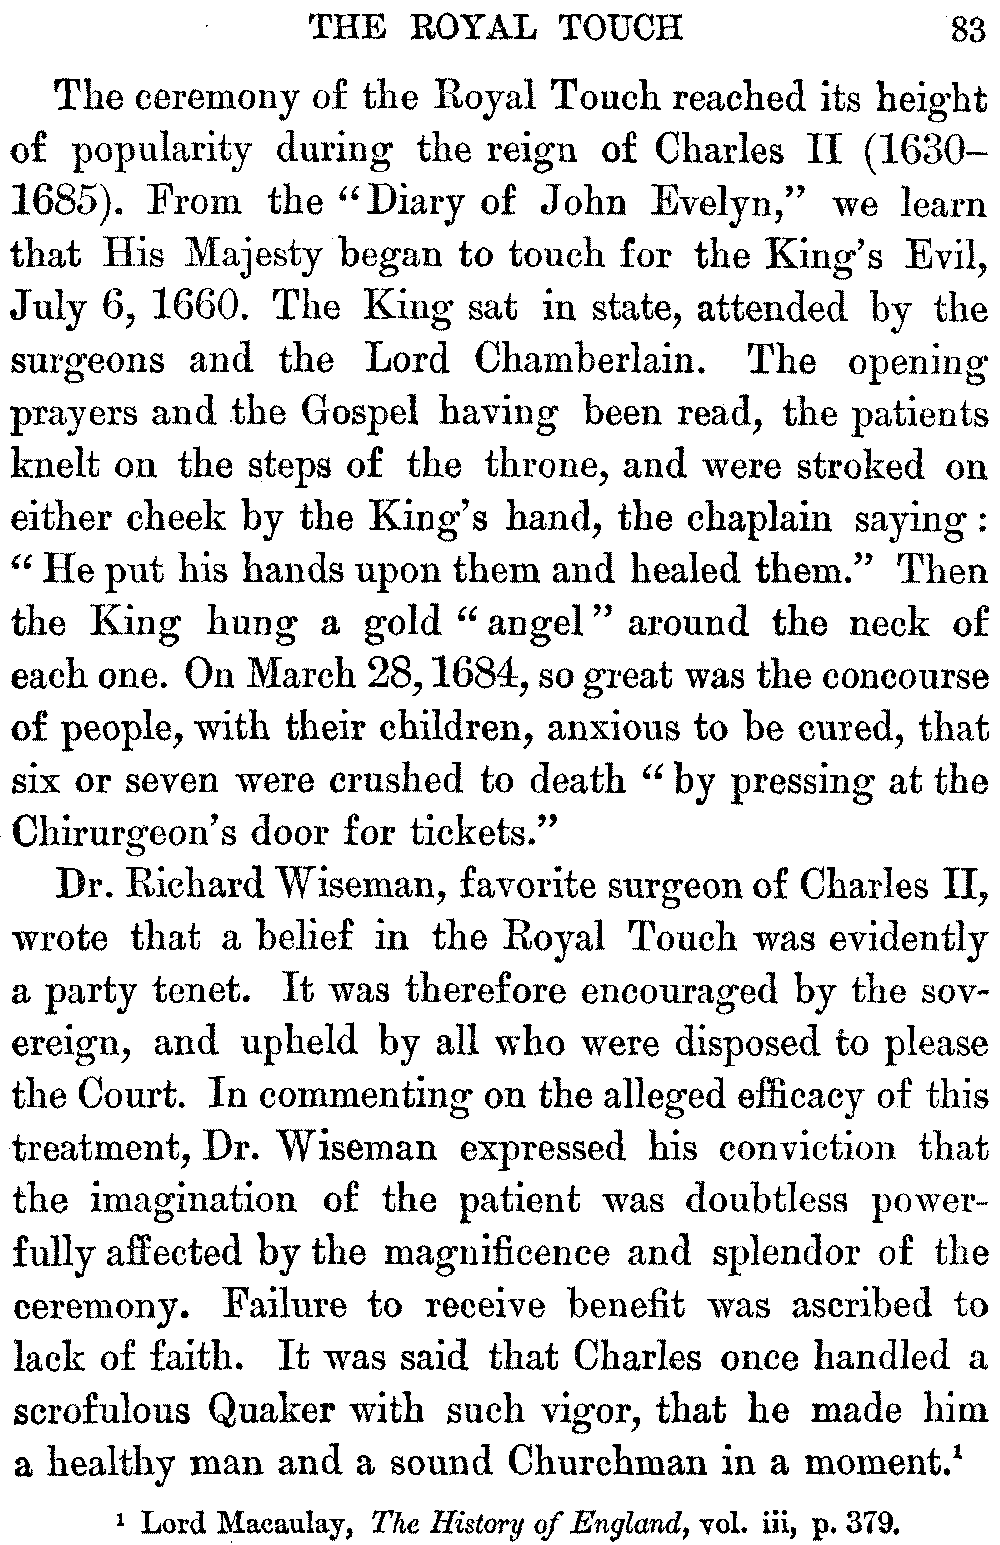 THE ROYAL TOUCH 83
The ceremony of the Royal Touch reached its height
of popularity during the reign of Charles II (1630–
1685). From the “Diary of John Evelyn,” we learn
that His Majesty began to touch for the King’s Evil,
July 6, 1660. The King sat in state, attended by the
surgeons and the Lord Chamberlain. The opening
prayers and the Gospel having been read, the patients
knelt on the steps of the throne, and were stroked on
either cheek by the King’s hand, the chaplain saying :
“ He put his hands upon them and healed them.” Then
the King hung a gold “ angel ” around the neck of
each one. On March 28, 1684, so great was the concourse
of people, with their children, anxious to be cured, that
six or seven were crushed to death “ by pressing at the
Chirurgeon’s door for tickets.”
Dr. Richard Wiseman, favorite surgeon of Charles II,
wrote that a belief in the Royal Touch was evidently
a party tenet. It was therefore encouraged by the sov-
ereign, and upheld by all who were disposed to please
the Court. In commenting on the alleged efficacy of this
treatment, Dr. Wiseman expressed his conviction that
the imagination of the patient was doubtless power-
fully affected by the magnificence and splendor of the
ceremony. Failure to receive benefit was ascribed to
lack of faith. It was said that Charles once handled a
scrofulous Quaker with such vigor, that he made him
a healthy man and a sound Churchman in a moment.¹
¹ Lord Macaulay, The History of England, vol. iii, p. 379.